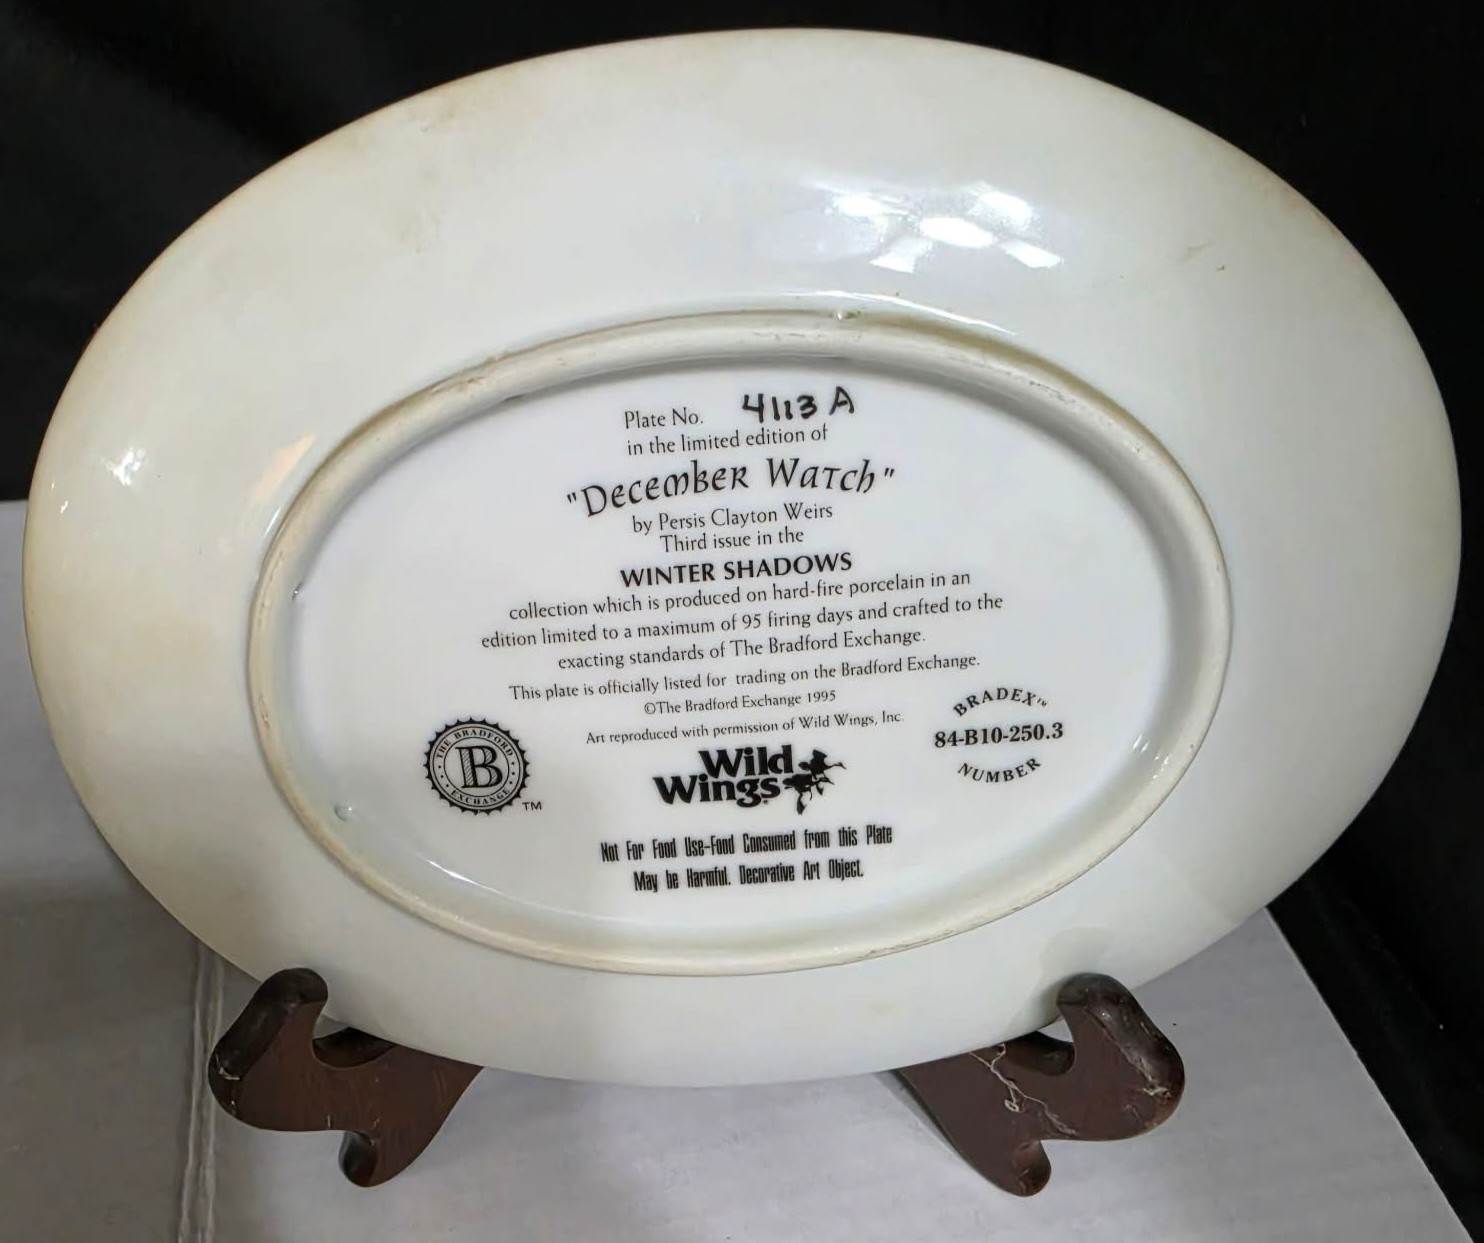 Plate No. 4113 A
in the limited edition of
"December Watch"
by Persis Clayton Weirs
Third issue in the
WINTER SHADOWS
collection which is produced on hard-fire porcelain in an
edition limited to a maximum of 95 firing days and crafted to the
exacting standards of The Bradford Exchange.
This plate is officially listed for trading on the Bradford Exchange.
©The Bradford Exchange 1995
Art reproduced with permission of Wild Wings, Inc.
THE BRADFORD
B
EXCHANGE
TM
Wild
Wings®
BRADEX™
84-B10-250.3
NUMBER
Not For Food Use-Food Consumed from this Plate
May be Harmful. Decorative Art Object.